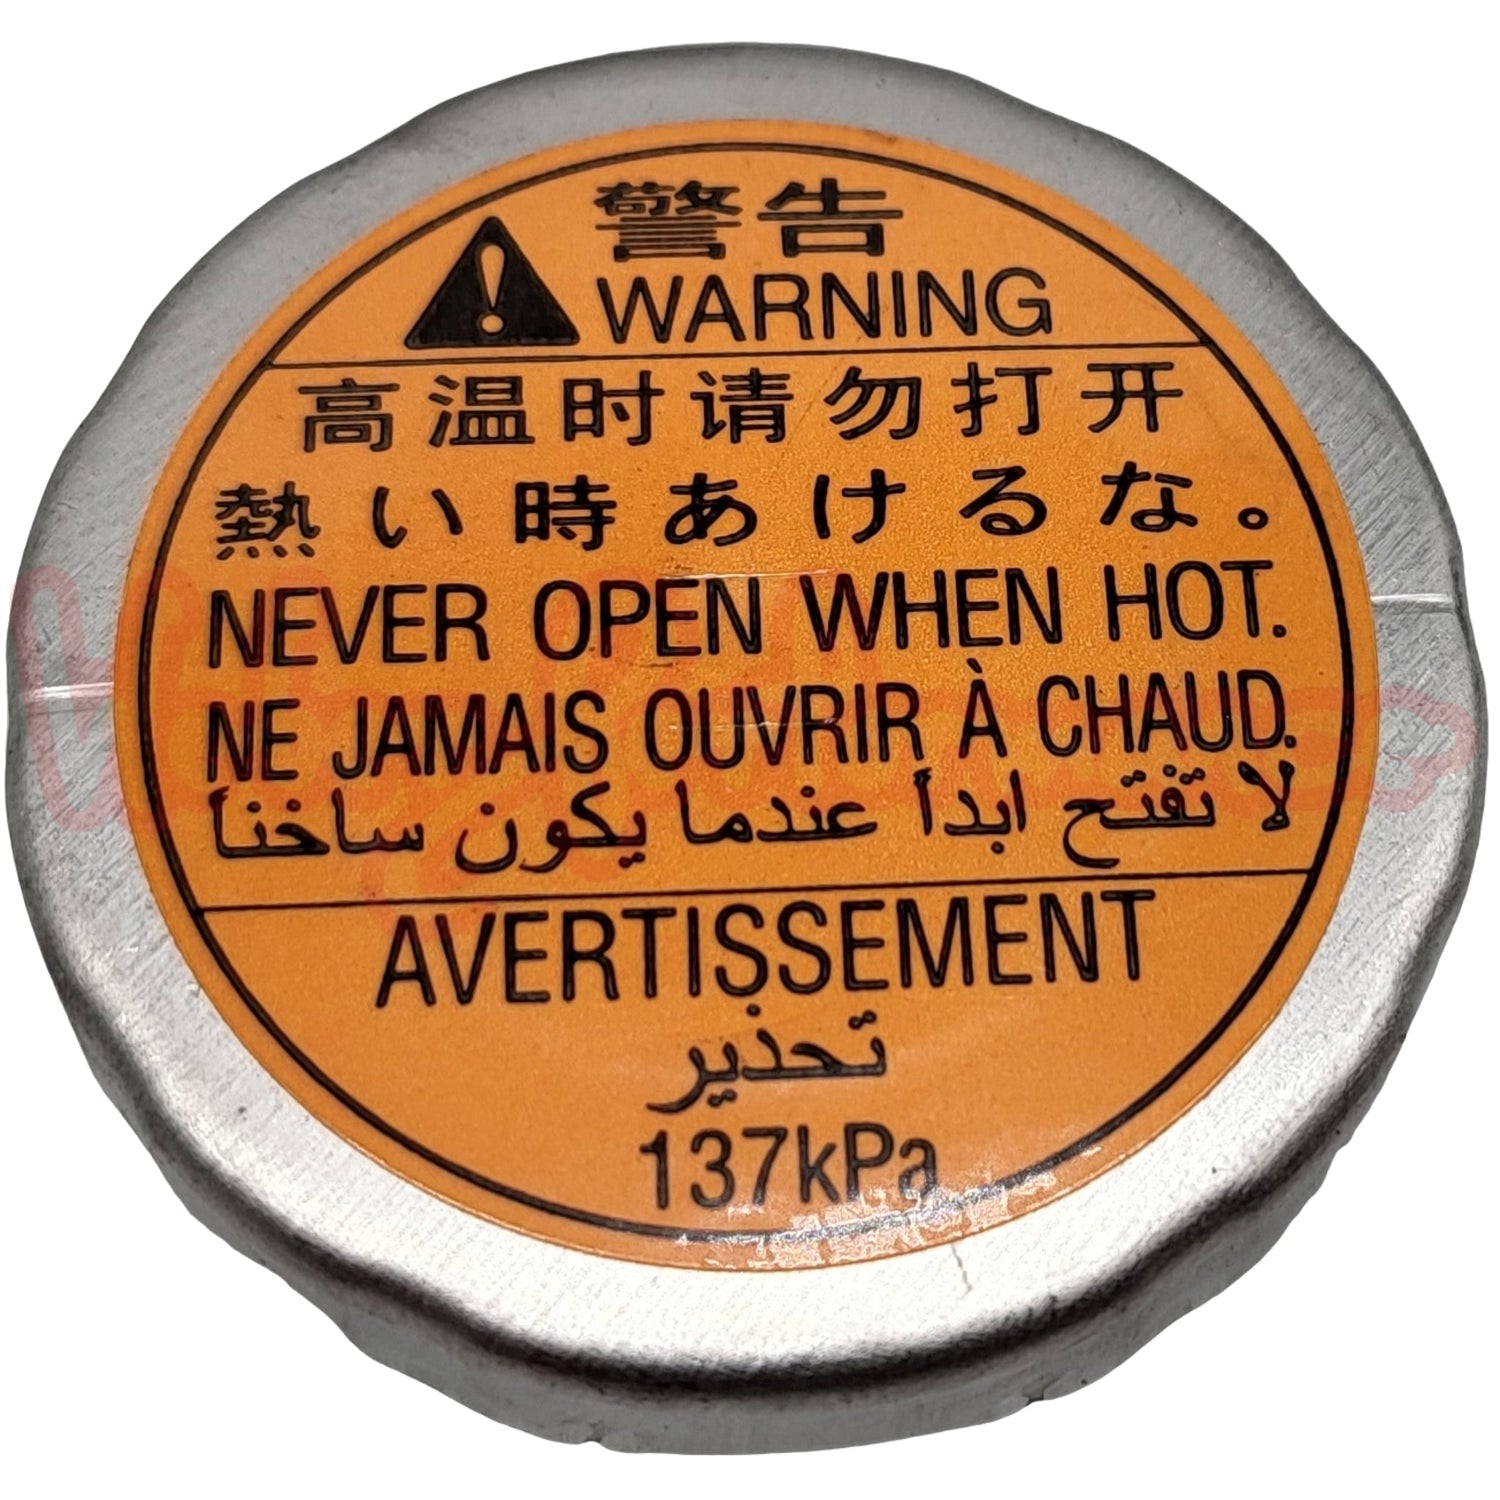 警告
WARNING
高温时请勿打开
熱い時あけるな。
NEVER OPEN WHEN HOT.
NE JAMAIS OUVRIR À CHAUD.
لا تفتح ابدأ عندما يكون ساخنأ
AVERTISSEMENT
تحذير
137kPa